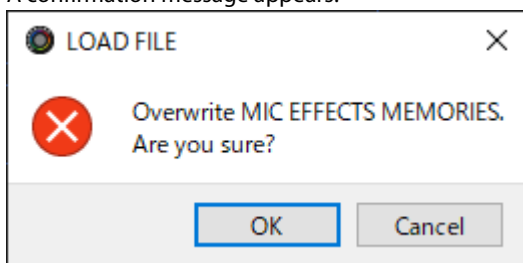 A confirmation message appears.
LOAD FILE
Overwrite MIC EFFECTS MEMORIES.
Are you sure?
OK
Cancel